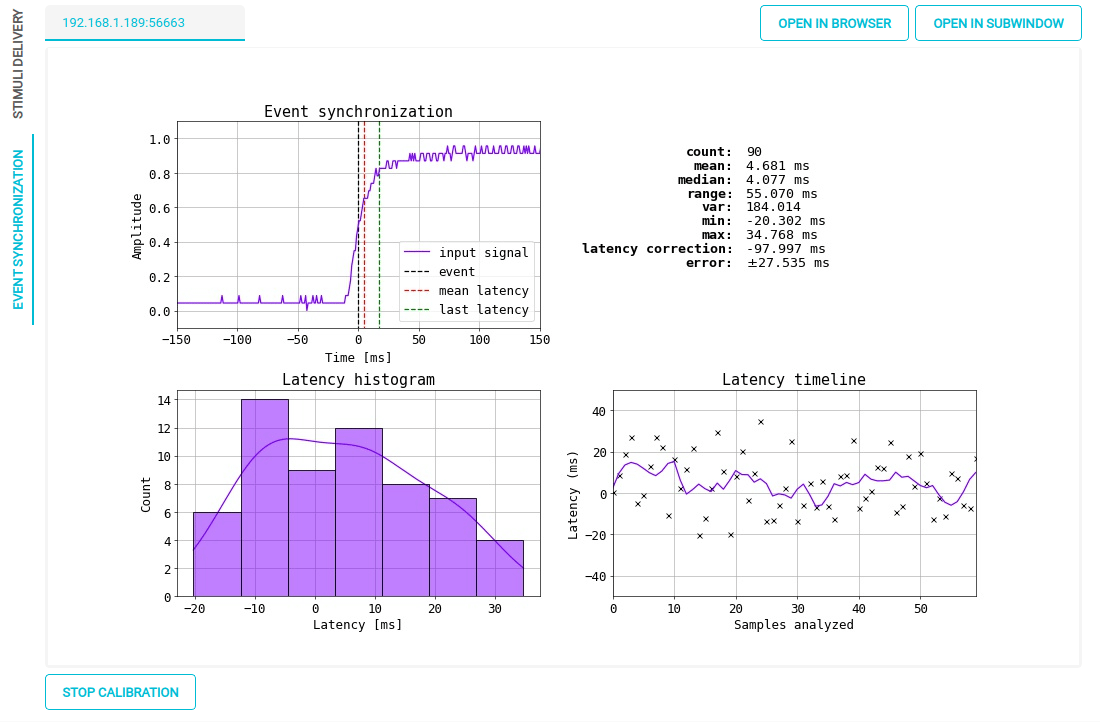 STIMULI DELIVERY
EVENT SYNCHRONIZATION
192.168.1.189:56663
OPEN IN BROWSER
OPEN IN SUBWINDOW
Event synchronization
Amplitude
1.0
0.8
0.6
0.4
0.2
0.0
input signal
event
mean latency
last latency
−150 −100 −50 0 50 100 150
Time [ms]
count: 90
mean: 4.681 ms
median: 4.077 ms
range: 55.070 ms
var: 184.014
min: -20.302 ms
max: 34.768 ms
latency correction: -97.997 ms
error: ±27.535 ms
Latency histogram
Count
14
12
10
8
6
4
2
0
−20 −10 0 10 20 30
Latency [ms]
Latency timeline
Latency (ms)
40
20
0
−20
−40
0 10 20 30 40 50
Samples analyzed
STOP CALIBRATION